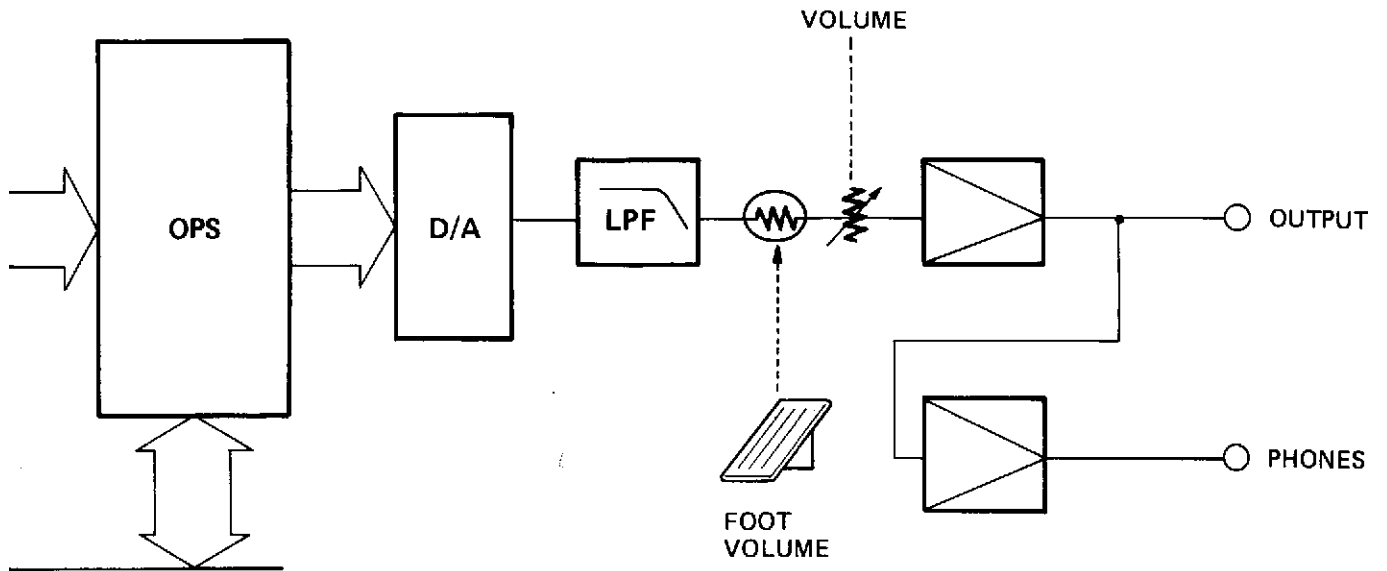 VOLUME
OPS
D/A
LPF
OUTPUT
FOOT
VOLUME
PHONES